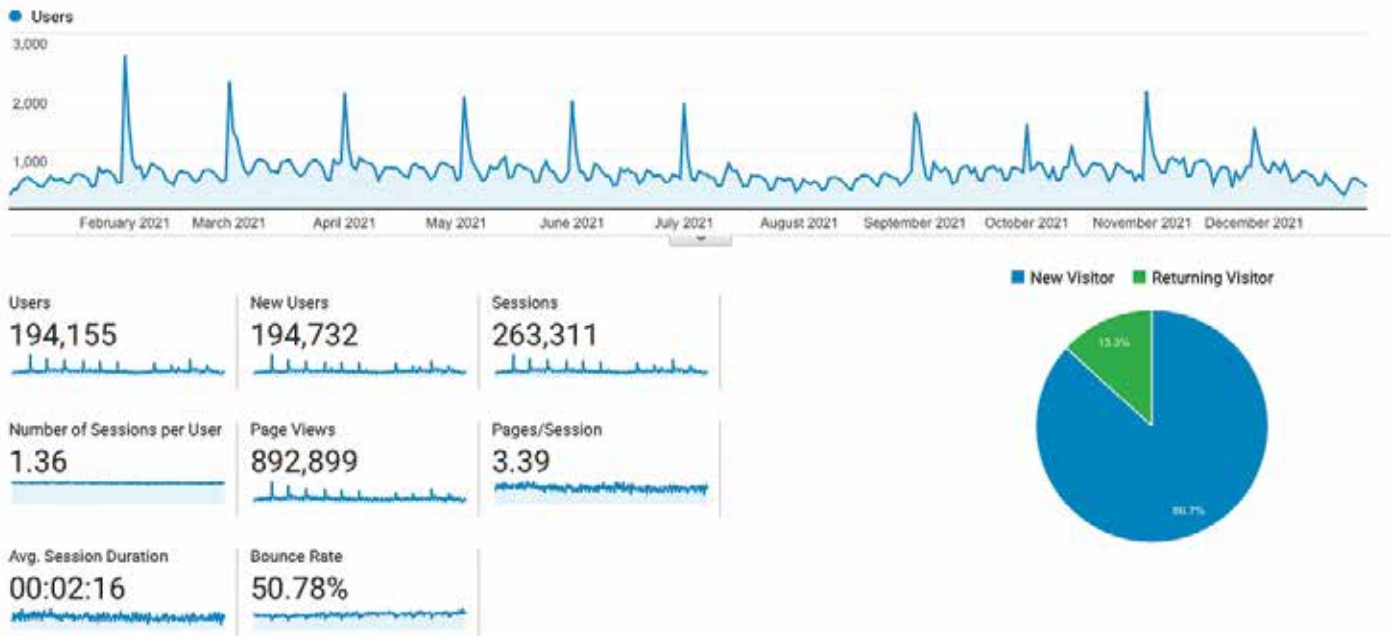 Users
3,000
2,000
1,000
February 2021 March 2021 April 2021 May 2021 June 2021 July 2021 August 2021 September 2021 October 2021 November 2021 December 2021
New Visitor Returning Visitor
Users New Users Sessions
194,155 194,732 263,311
13.3%
Number of Sessions per User Page Views Pages/Session
1.36 892,899 3.39
86.7%
Avg. Session Duration Bounce Rate
00:02:16 50.78%